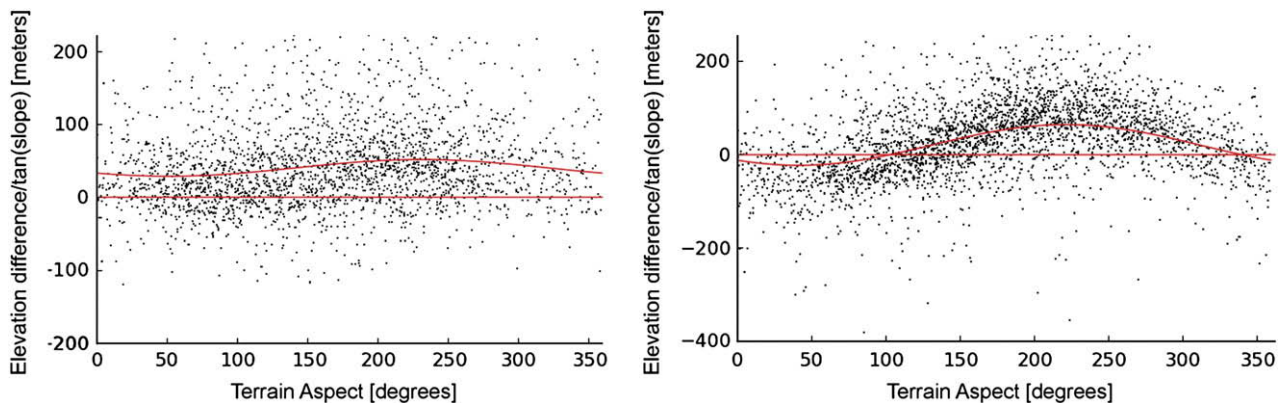 Elevation difference/tan(slope) [meters]
200
100
0
-100
-200
0 50 100 150 200 250 300 350
Terrain Aspect [degrees]
Elevation difference/tan(slope) [meters]
200
0
−200
−400
0 50 100 150 200 250 300 350
Terrain Aspect [degrees]